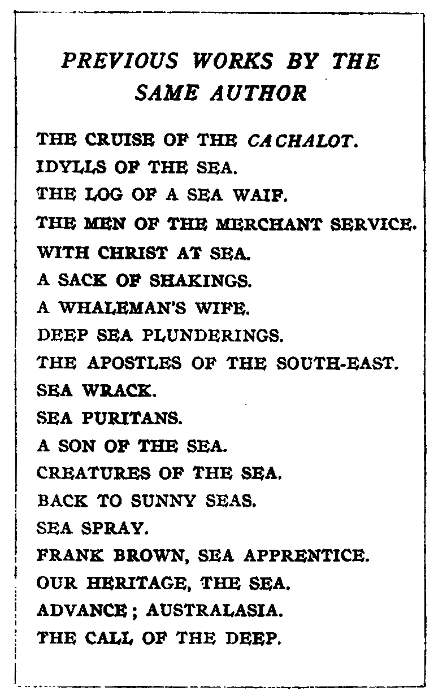 PREVIOUS WORKS BY THE
SAME AUTHOR
THE CRUISE OF THE CACHALOT.
IDYLLS OF THE SEA.
THE LOG OF A SEA WAIF.
THE MEN OF THE MERCHANT SERVICE.
WITH CHRIST AT SEA.
A SACK OF SHAKINGS.
A WHALEMAN'S WIFE.
DEEP SEA PLUNDERINGS.
THE APOSTLES OF THE SOUTH-EAST.
SEA WRACK.
SEA PURITANS.
A SON OF THE SEA.
CREATURES OF THE SEA.
BACK TO SUNNY SEAS.
SEA SPRAY.
FRANK BROWN, SEA APPRENTICE.
OUR HERITAGE, THE SEA.
ADVANCE; AUSTRALASIA.
THE CALL OF THE DEEP.